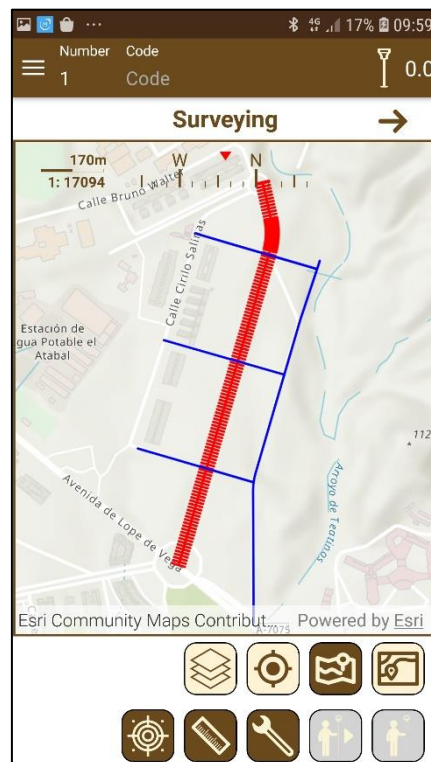 4G 17% 09:59
Number Code
1 Code
0.0
Surveying
170m W N
1: 17094
Calle Bruno Walter
Calle Cirilo Salinas
Estación de
gua Potable el
Atabal
112
Arroyo de Teatinos
Avenida de Lope de Vega
A-7075
Esri Community Maps Contribut... Powered by Esri